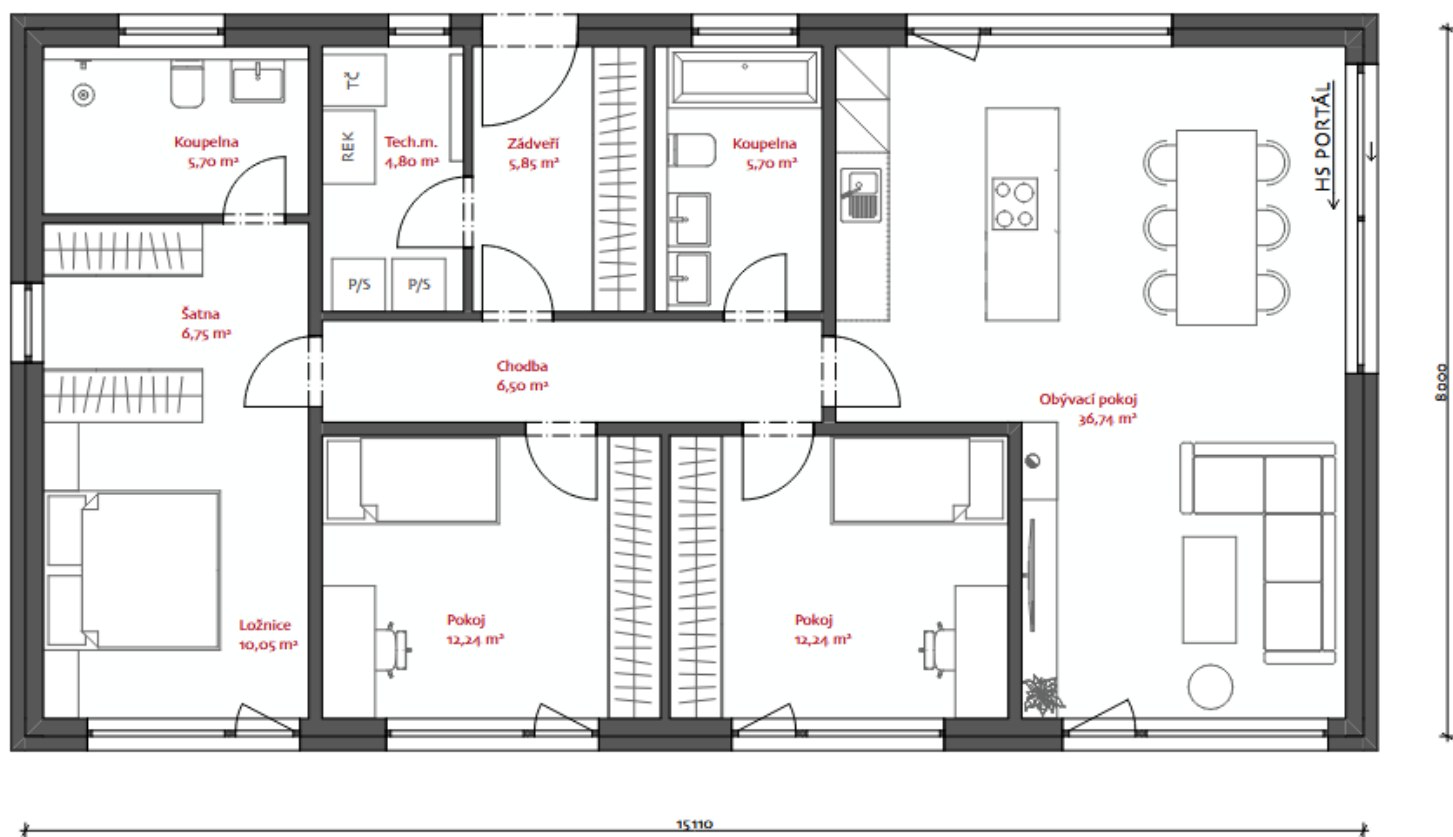 TČ
REK
Koupelna
5,70 m²
Tech.m.
4,80 m²
Zádveří
5,85 m²
Koupelna
5,70 m²
HS PORTÁL
P/S
P/S
Šatna
6,75 m²
Chodba
6,50 m²
Obývací pokoj
36,74 m²
8000
Ložnice
10,05 m²
Pokoj
12,24 m²
Pokoj
12,24 m²
15110